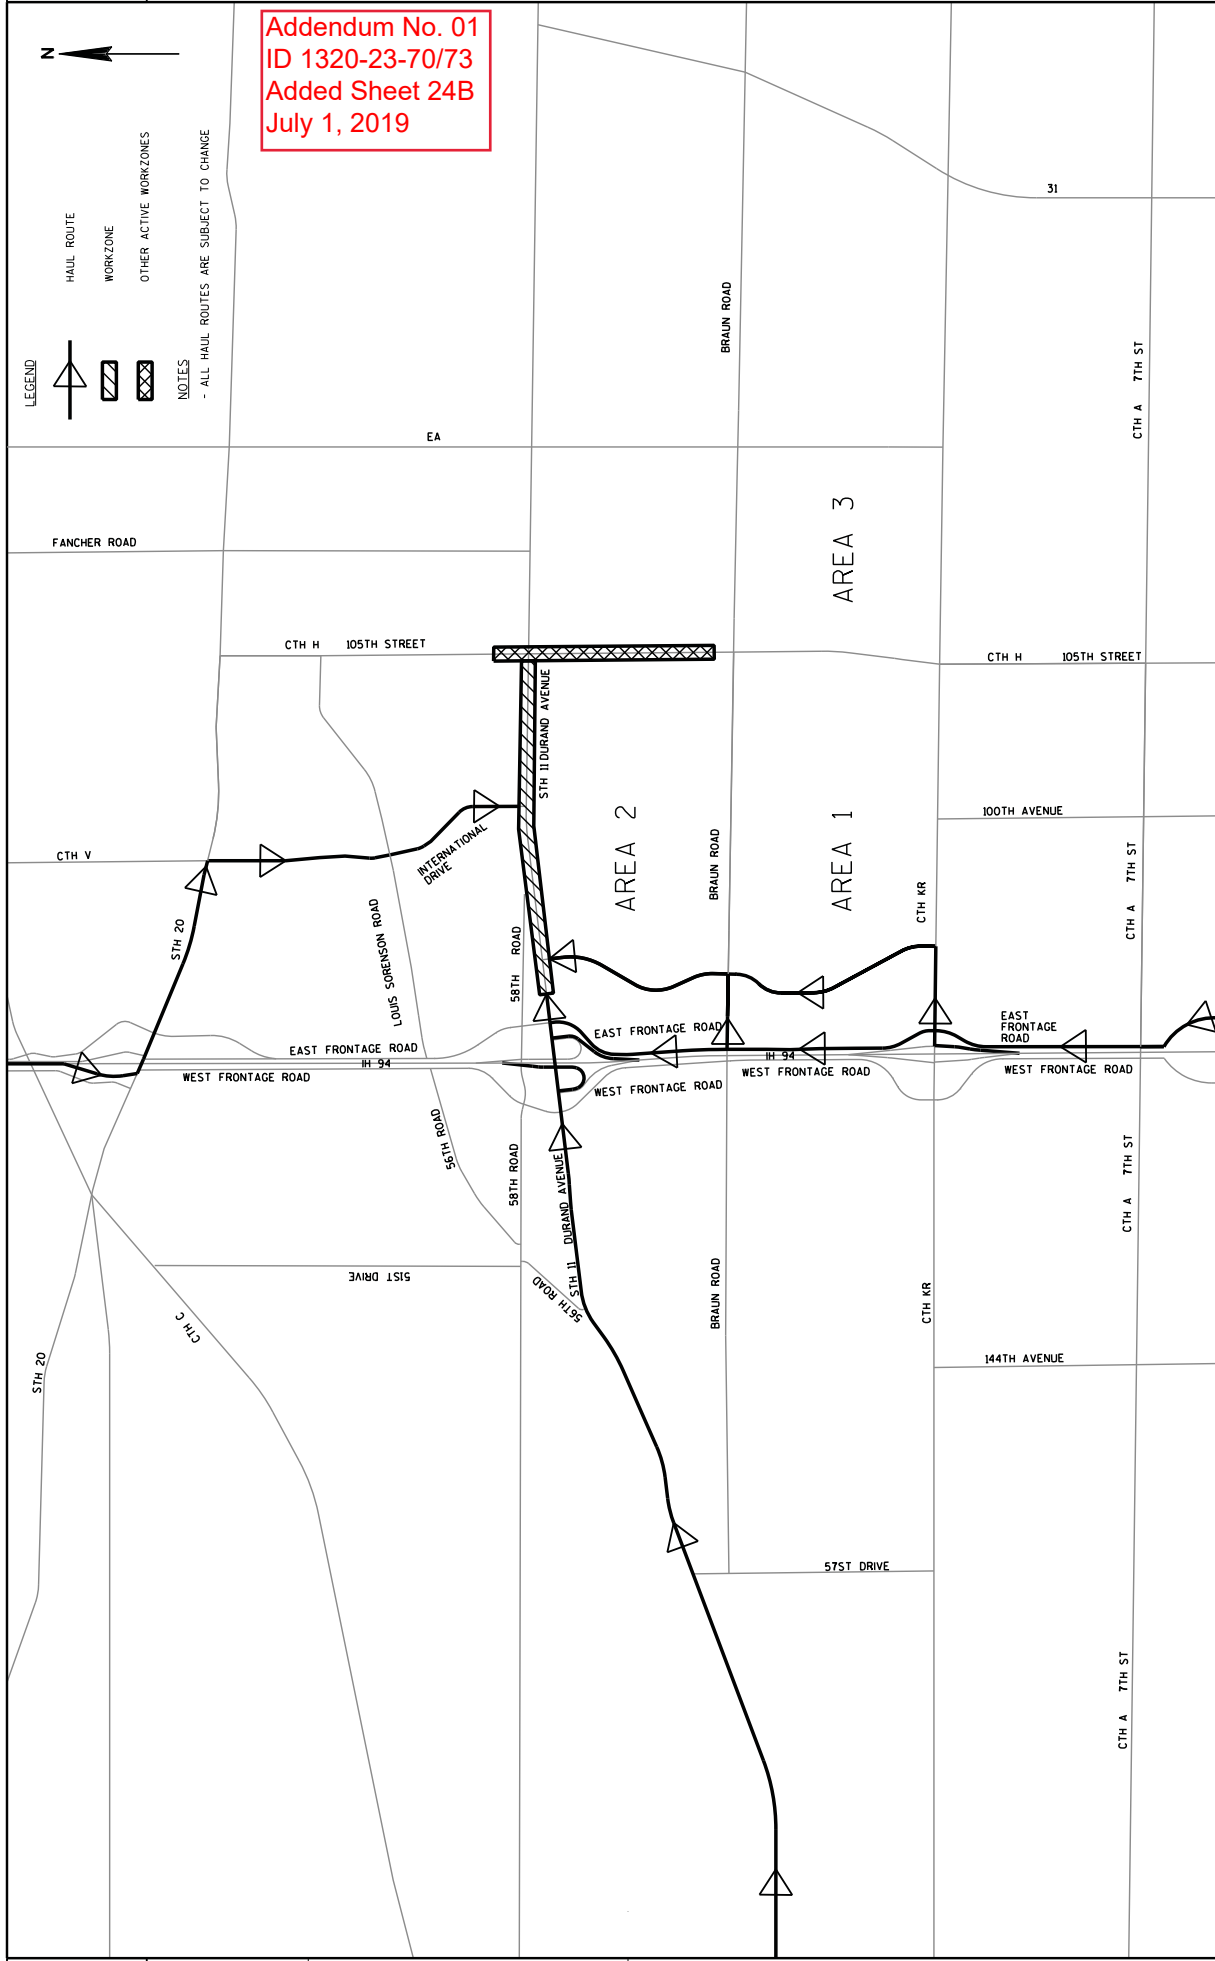 Addendum No. 01
ID 1320-23-70/73
Added Sheet 24B
July 1, 2019
N
LEGEND
HAUL ROUTE
WORKZONE
OTHER ACTIVE WORKZONES
NOTES
- ALL HAUL ROUTES ARE SUBJECT TO CHANGE
31
BRAUN ROAD
CTH A 7TH ST
EA
FANCHER ROAD
AREA 3
CTH H 105TH STREET
CTH H 105TH STREET
STH 11 DURAND AVENUE
100TH AVENUE
CTH V
INTERNATIONAL
DRIVE
AREA 2
BRAUN ROAD
AREA 1
CTH KR
CTH A 7TH ST
STH 20
LOUIS SORENSON ROAD
58TH ROAD
EAST FRONTAGE ROAD
EAST FRONTAGE ROAD
EAST
FRONTAGE
ROAD
IH 94
IH 94
WEST FRONTAGE ROAD
WEST FRONTAGE ROAD
WEST FRONTAGE ROAD
WEST FRONTAGE ROAD
56TH ROAD
58TH ROAD
STH 11 DURAND AVENUE
CTH A 7TH ST
51ST DRIVE
56TH ROAD
BRAUN ROAD
CTH KR
CTH C
STH 20
144TH AVENUE
57ST DRIVE
CTH A 7TH ST